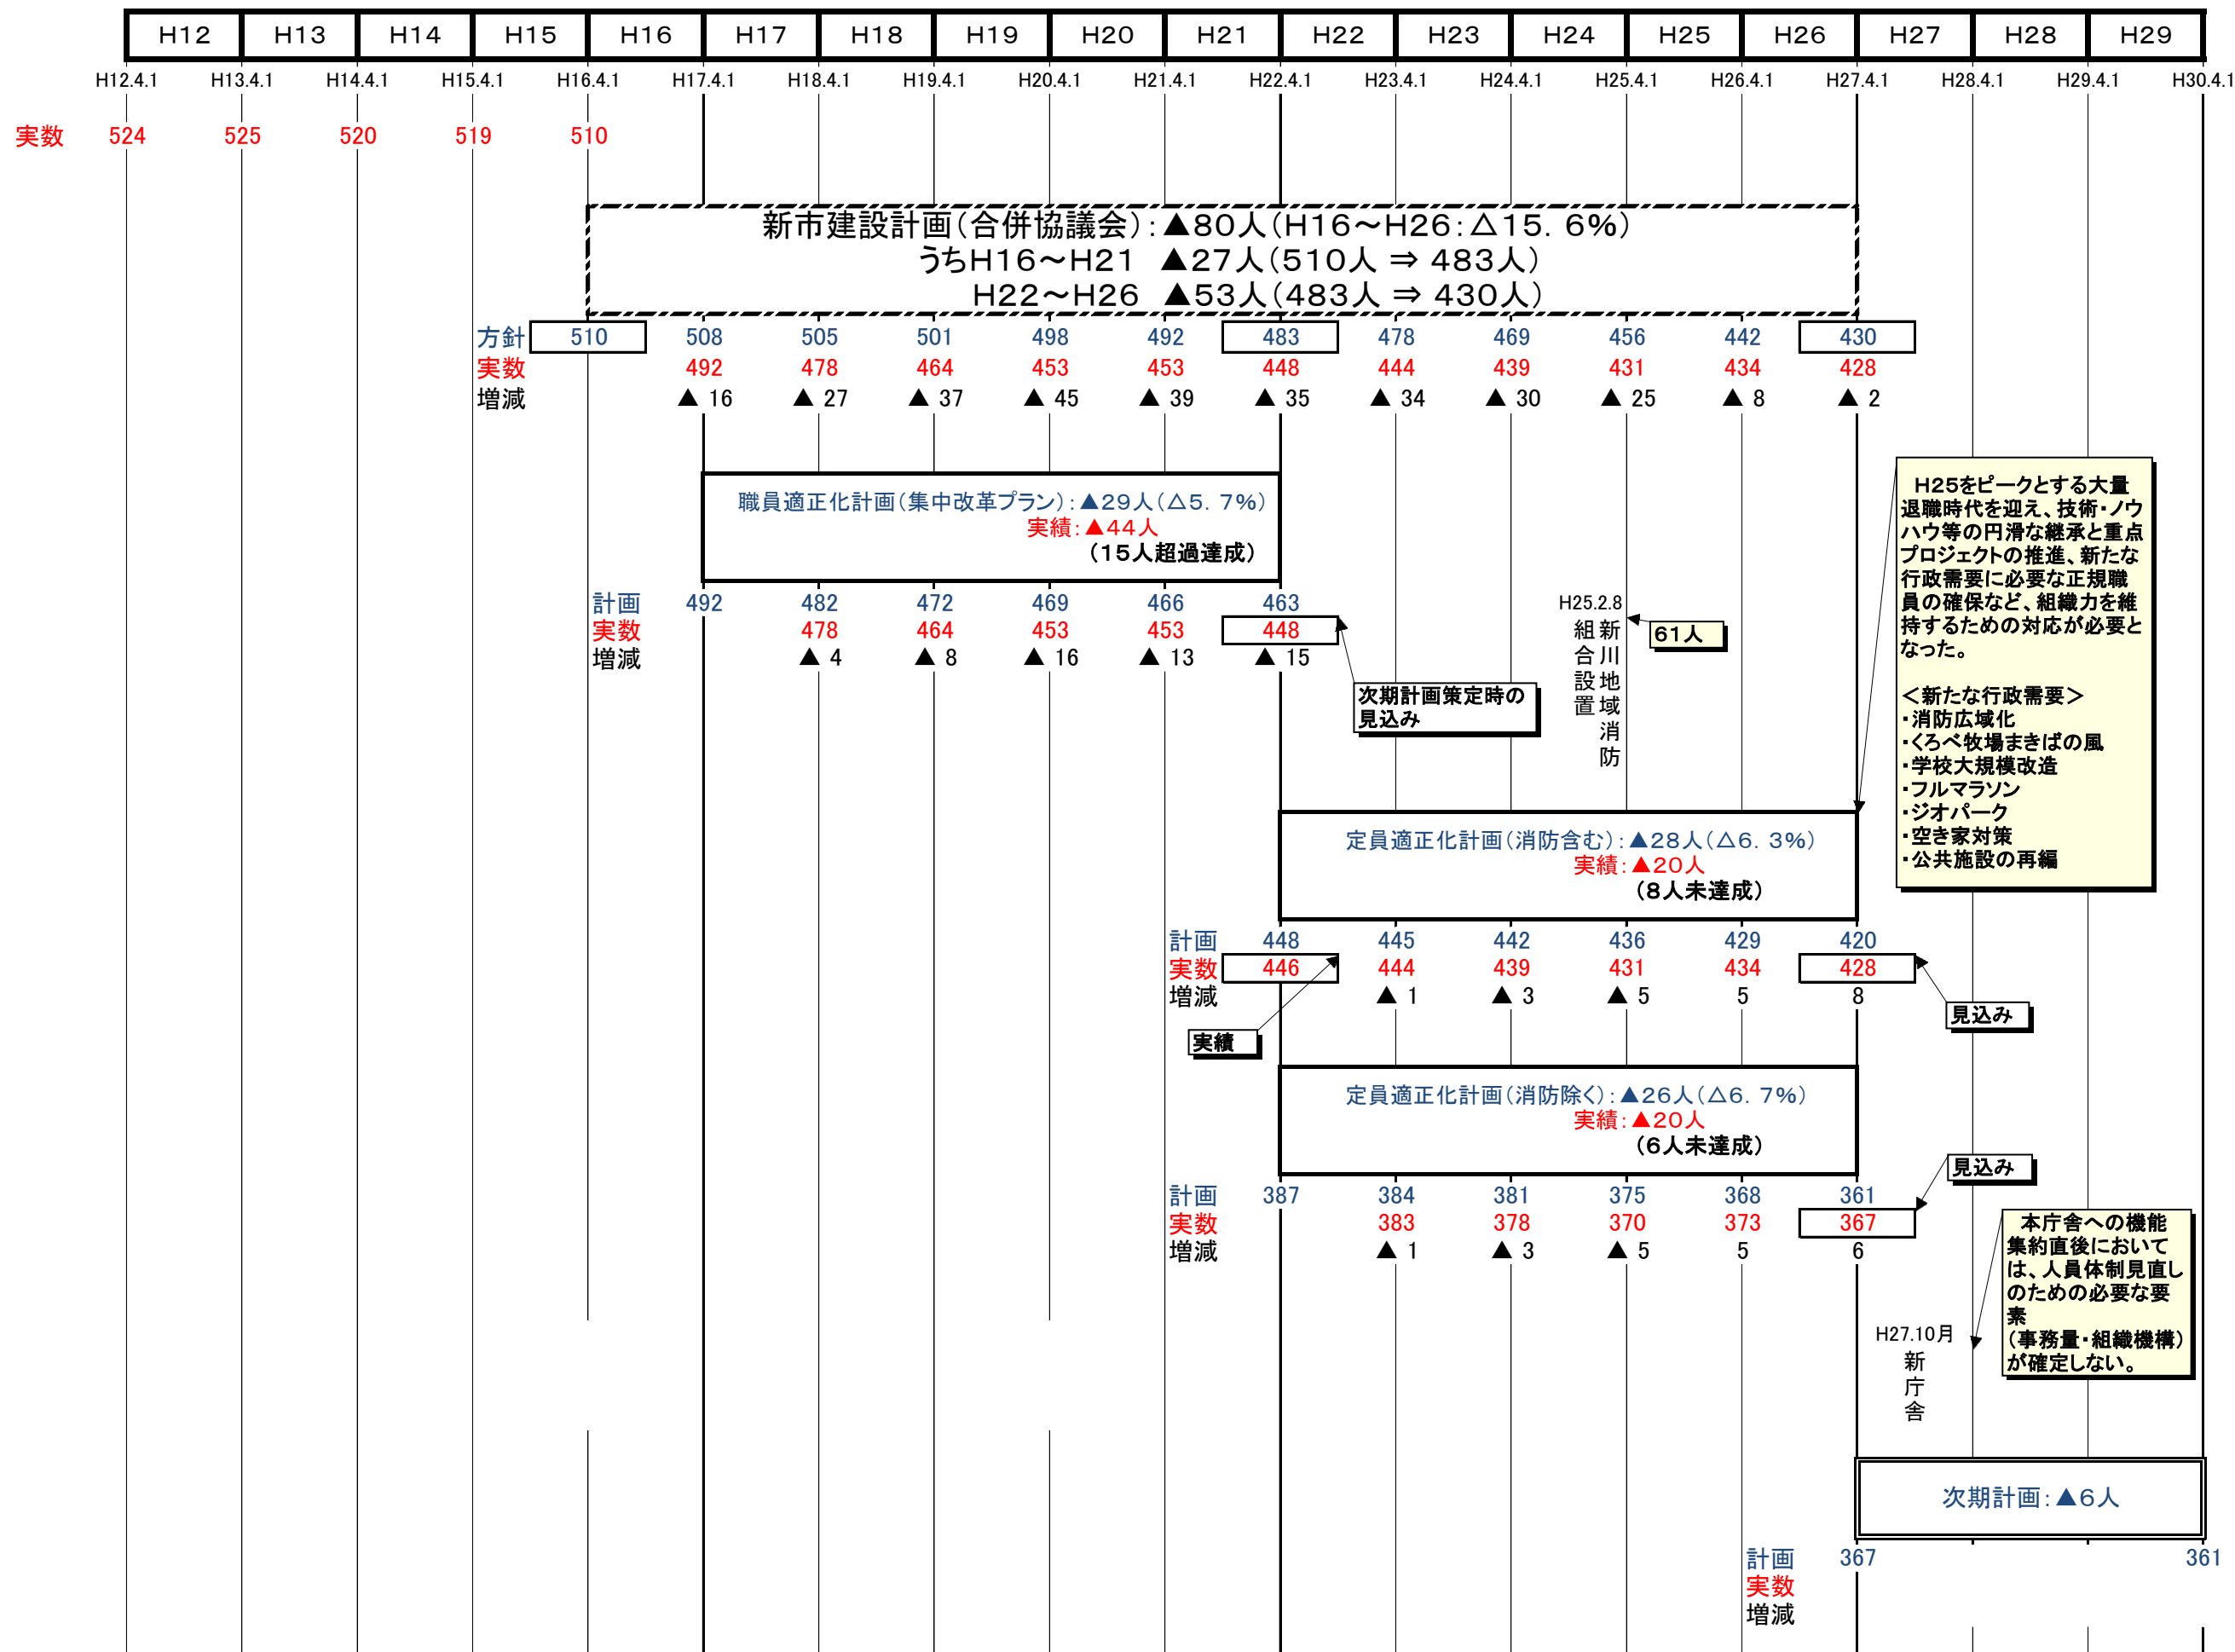 H12 H13 H14 H15 H16 H17 H18 H19 H20 H21 H22 H23 H24 H25 H26 H27 H28 H29
H12.4.1 H13.4.1 H14.4.1 H15.4.1 H16.4.1 H17.4.1 H18.4.1 H19.4.1 H20.4.1 H21.4.1 H22.4.1 H23.4.1 H24.4.1 H25.4.1 H26.4.1 H27.4.1 H28.4.1 H29.4.1 H30.4.1
実数 524 525 520 519 510
新市建設計画(合併協議会):▲80人(H16~H26:△15.6%)
うちH16~H21 ▲27人(510人 ⇒ 483人)
H22~H26 ▲53人(483人 ⇒ 430人)
方針 510 508 505 501 498 492 483 478 469 456 442 430
実数 492 478 464 453 453 448 444 439 431 434 428
増減 ▲ 16 ▲ 27 ▲ 37 ▲ 45 ▲ 39 ▲ 35 ▲ 34 ▲ 30 ▲ 25 ▲ 8 ▲ 2
職員適正化計画(集中改革プラン):▲29人(△5.7%)
実績:▲44人
(15人超過達成)
計画 492 482 472 469 466 463
実数 478 464 453 453 448
増減 ▲ 4 ▲ 8 ▲ 16 ▲ 13 ▲ 15
次期計画策定時の
見込み
H25.2.8
新川地域消防
組合設置
61人
H25をピークとする大量
退職時代を迎え、技術・ノウ
ハウ等の円滑な継承と重点
プロジェクトの推進、新たな
行政需要に必要な正規職
員の確保など、組織力を維
持するための対応が必要と
なった。
<新たな行政需要>
・消防広域化
・くろべ牧場まきばの風
・学校大規模改造
・フルマラソン
・ジオパーク
・空き家対策
・公共施設の再編
定員適正化計画(消防含む):▲28人(△6.3%)
実績:▲20人
(8人未達成)
計画 448 445 442 436 429 420
実数 446 444 439 431 434 428
増減 ▲ 1 ▲ 3 ▲ 5 5 8
実績
見込み
定員適正化計画(消防除く):▲26人(△6.7%)
実績:▲20人
(6人未達成)
計画 387 384 381 375 368 361
実数 383 378 370 373 367
増減 ▲ 1 ▲ 3 ▲ 5 5 6
見込み
本庁舎への機能
集約直後において
は、人員体制見直し
のための必要な要
素
(事務量・組織機構)
が確定しない。
H27.10月
新庁舎
次期計画:▲6人
計画 367 361
実数
増減